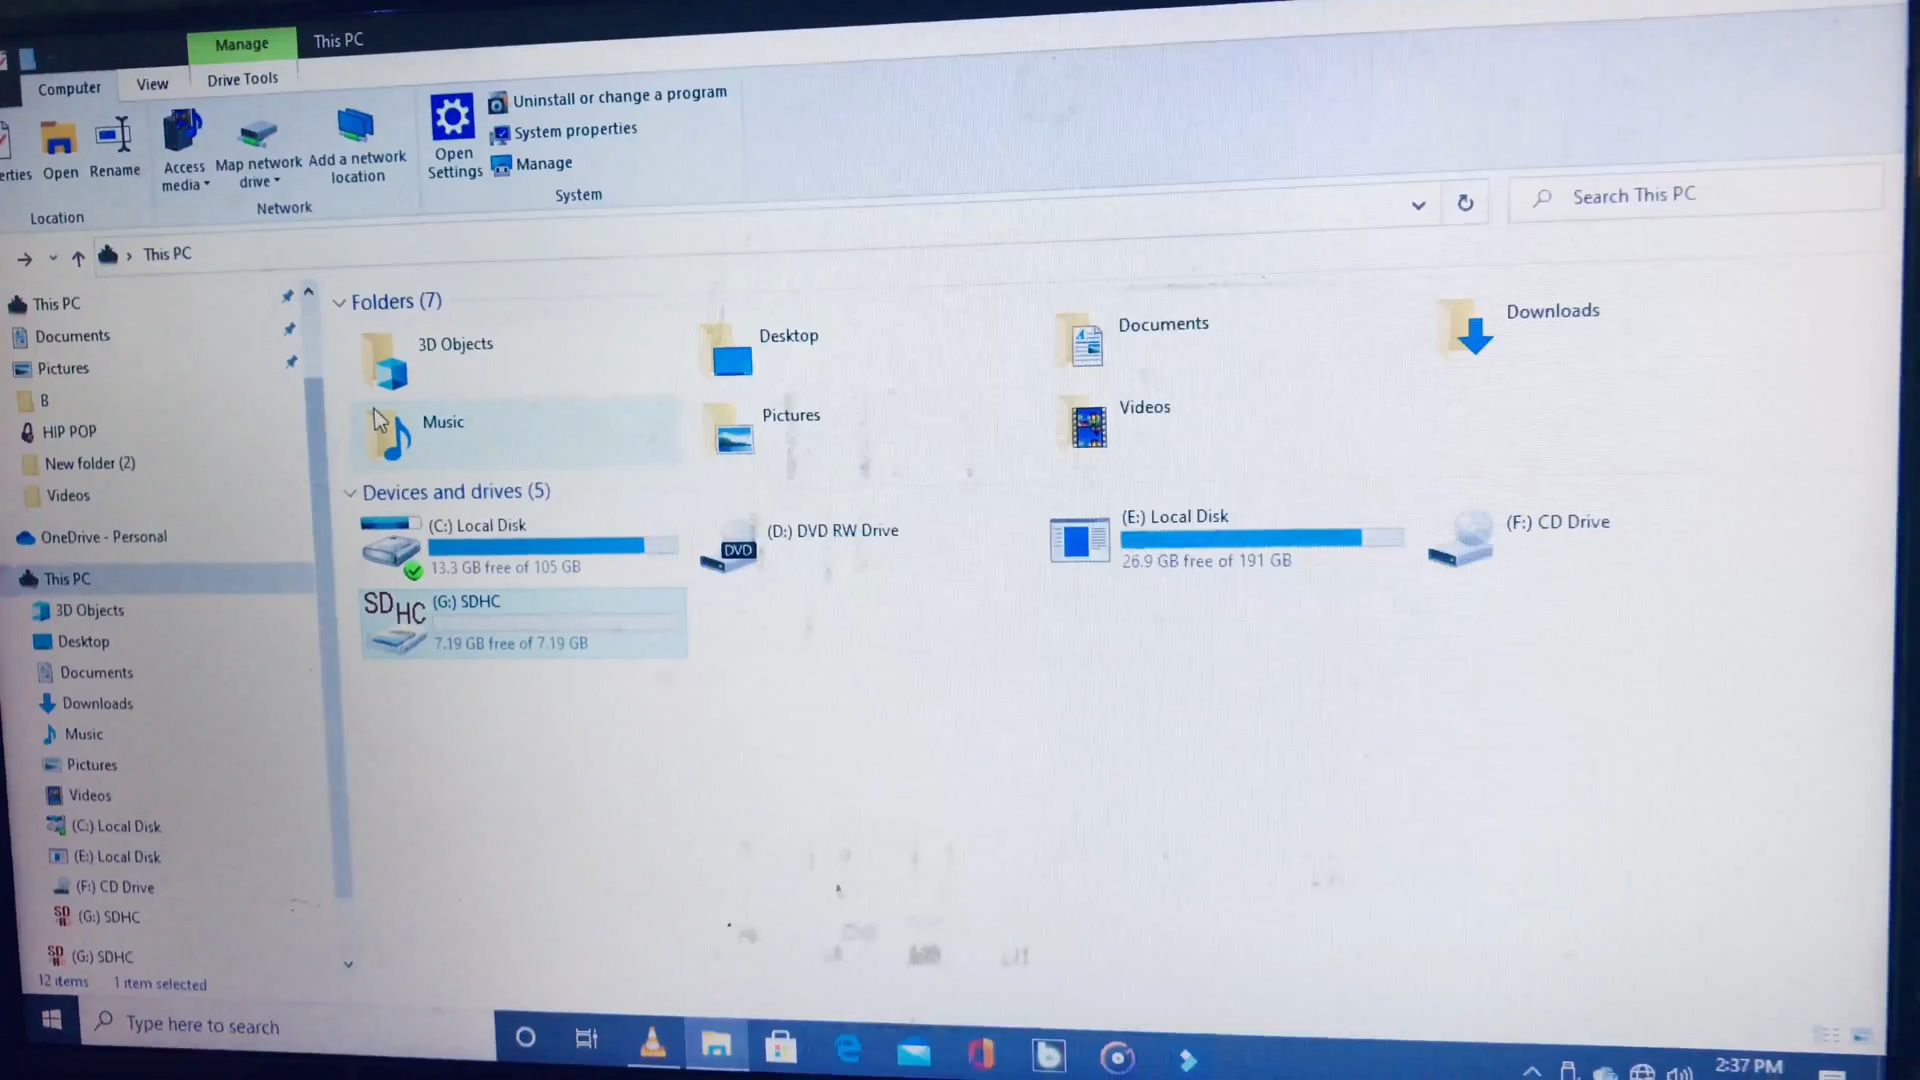 Manage
This PC
Computer
View
Drive Tools
erties
Open
Rename
Location
Access media
Map network drive
Add a network location
Network
Open Settings
Uninstall or change a program
System properties
Manage
System
This PC
Search This PC
This PC
Documents
Pictures
B
HIP POP
New folder (2)
Videos
OneDrive - Personal
This PC
3D Objects
Desktop
Documents
Downloads
Music
Pictures
Videos
(C:) Local Disk
(E:) Local Disk
(F:) CD Drive
SD
(G:) SDHC
SD
(G:) SDHC
Folders (7)
3D Objects
Desktop
Documents
Downloads
Music
Pictures
Videos
Devices and drives (5)
(C:) Local Disk
13.3 GB free of 105 GB
DVD
(D:) DVD RW Drive
(E:) Local Disk
26.9 GB free of 191 GB
(F:) CD Drive
SDHC
(G:) SDHC
7.19 GB free of 7.19 GB
12 items
1 item selected
Type here to search
2:37 PM